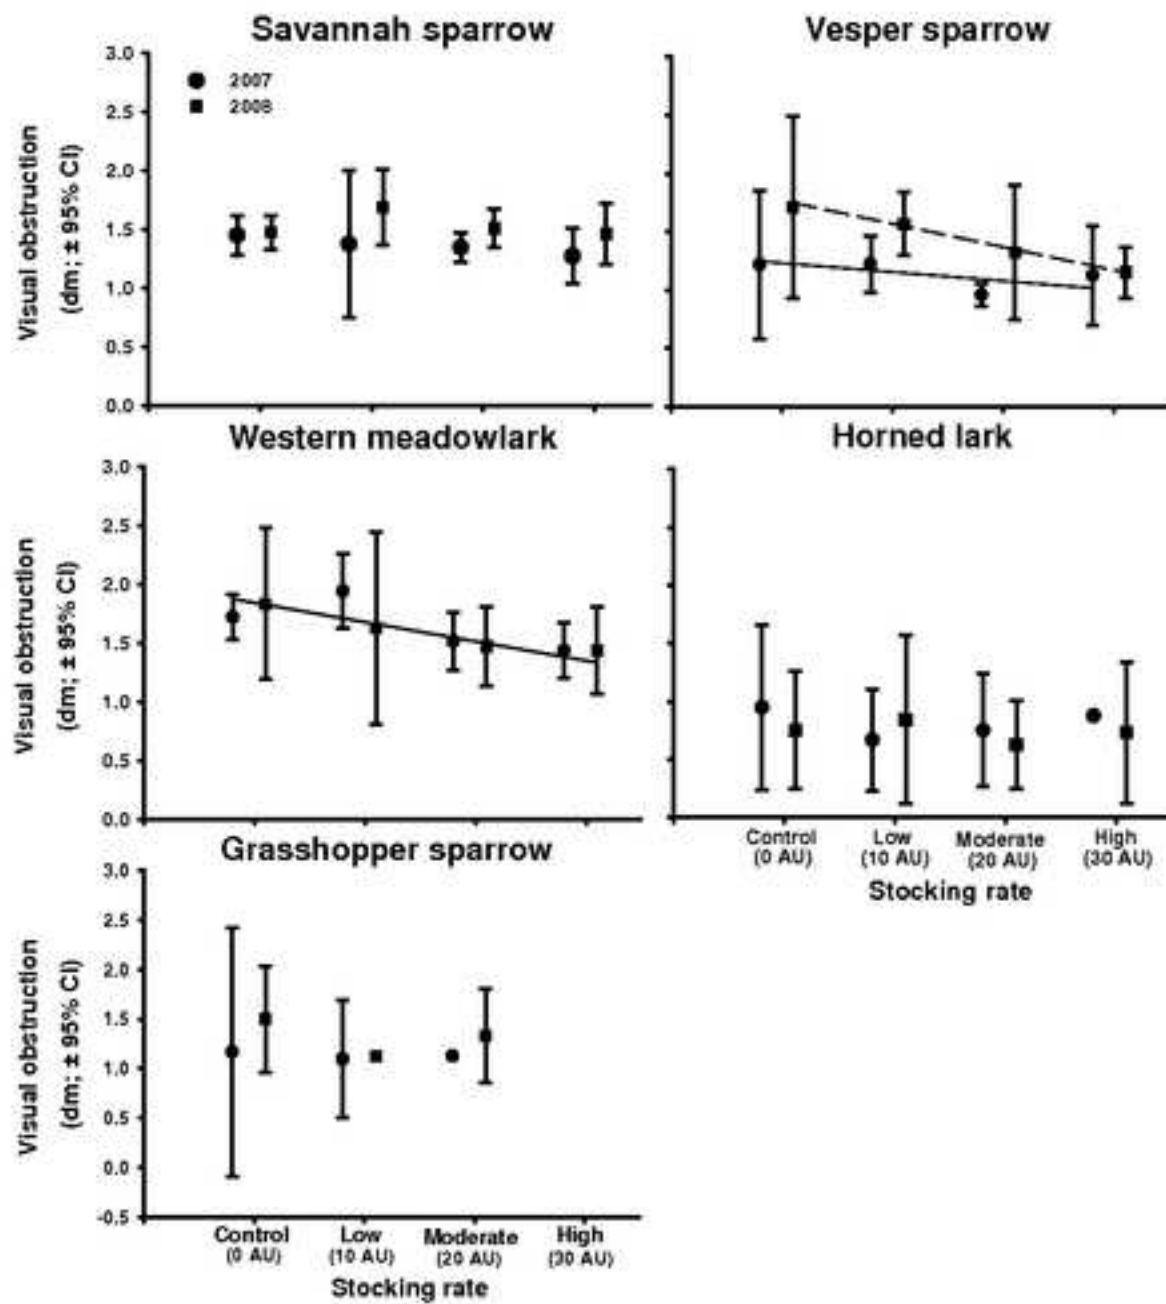 Savannah sparrow
Vesper sparrow
Visual obstruction
(dm; ± 95% CI)
3.0
2.5
2.0
1.5
1.0
0.5
0.0
2007
2008
Western meadowlark
Horned lark
Visual obstruction
(dm; ± 95% CI)
3.0
2.5
2.0
1.5
1.0
0.5
0.0
Control
(0 AU)
Low
(10 AU)
Moderate
(20 AU)
High
(30 AU)
Stocking rate
Grasshopper sparrow
Visual obstruction
(dm; ± 95% CI)
3.0
2.5
2.0
1.5
1.0
0.5
0.0
-0.5
Control
(0 AU)
Low
(10 AU)
Moderate
(20 AU)
High
(30 AU)
Stocking rate